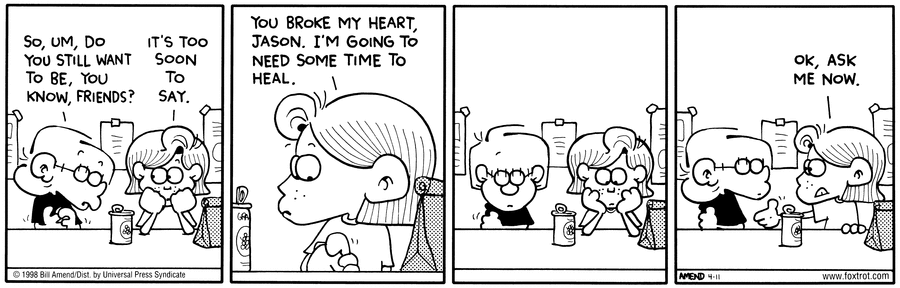 SO, UM, DO
YOU STILL WANT
TO BE, YOU
KNOW, FRIENDS?
IT'S TOO
SOON
TO
SAY.
© 1998 Bill Amend/Dist. by Universal Press Syndicate
YOU BROKE MY HEART,
JASON. I'M GOING TO
NEED SOME TIME TO
HEAL.
OK, ASK
ME NOW.
AMEND 4-11
www.foxtrot.com